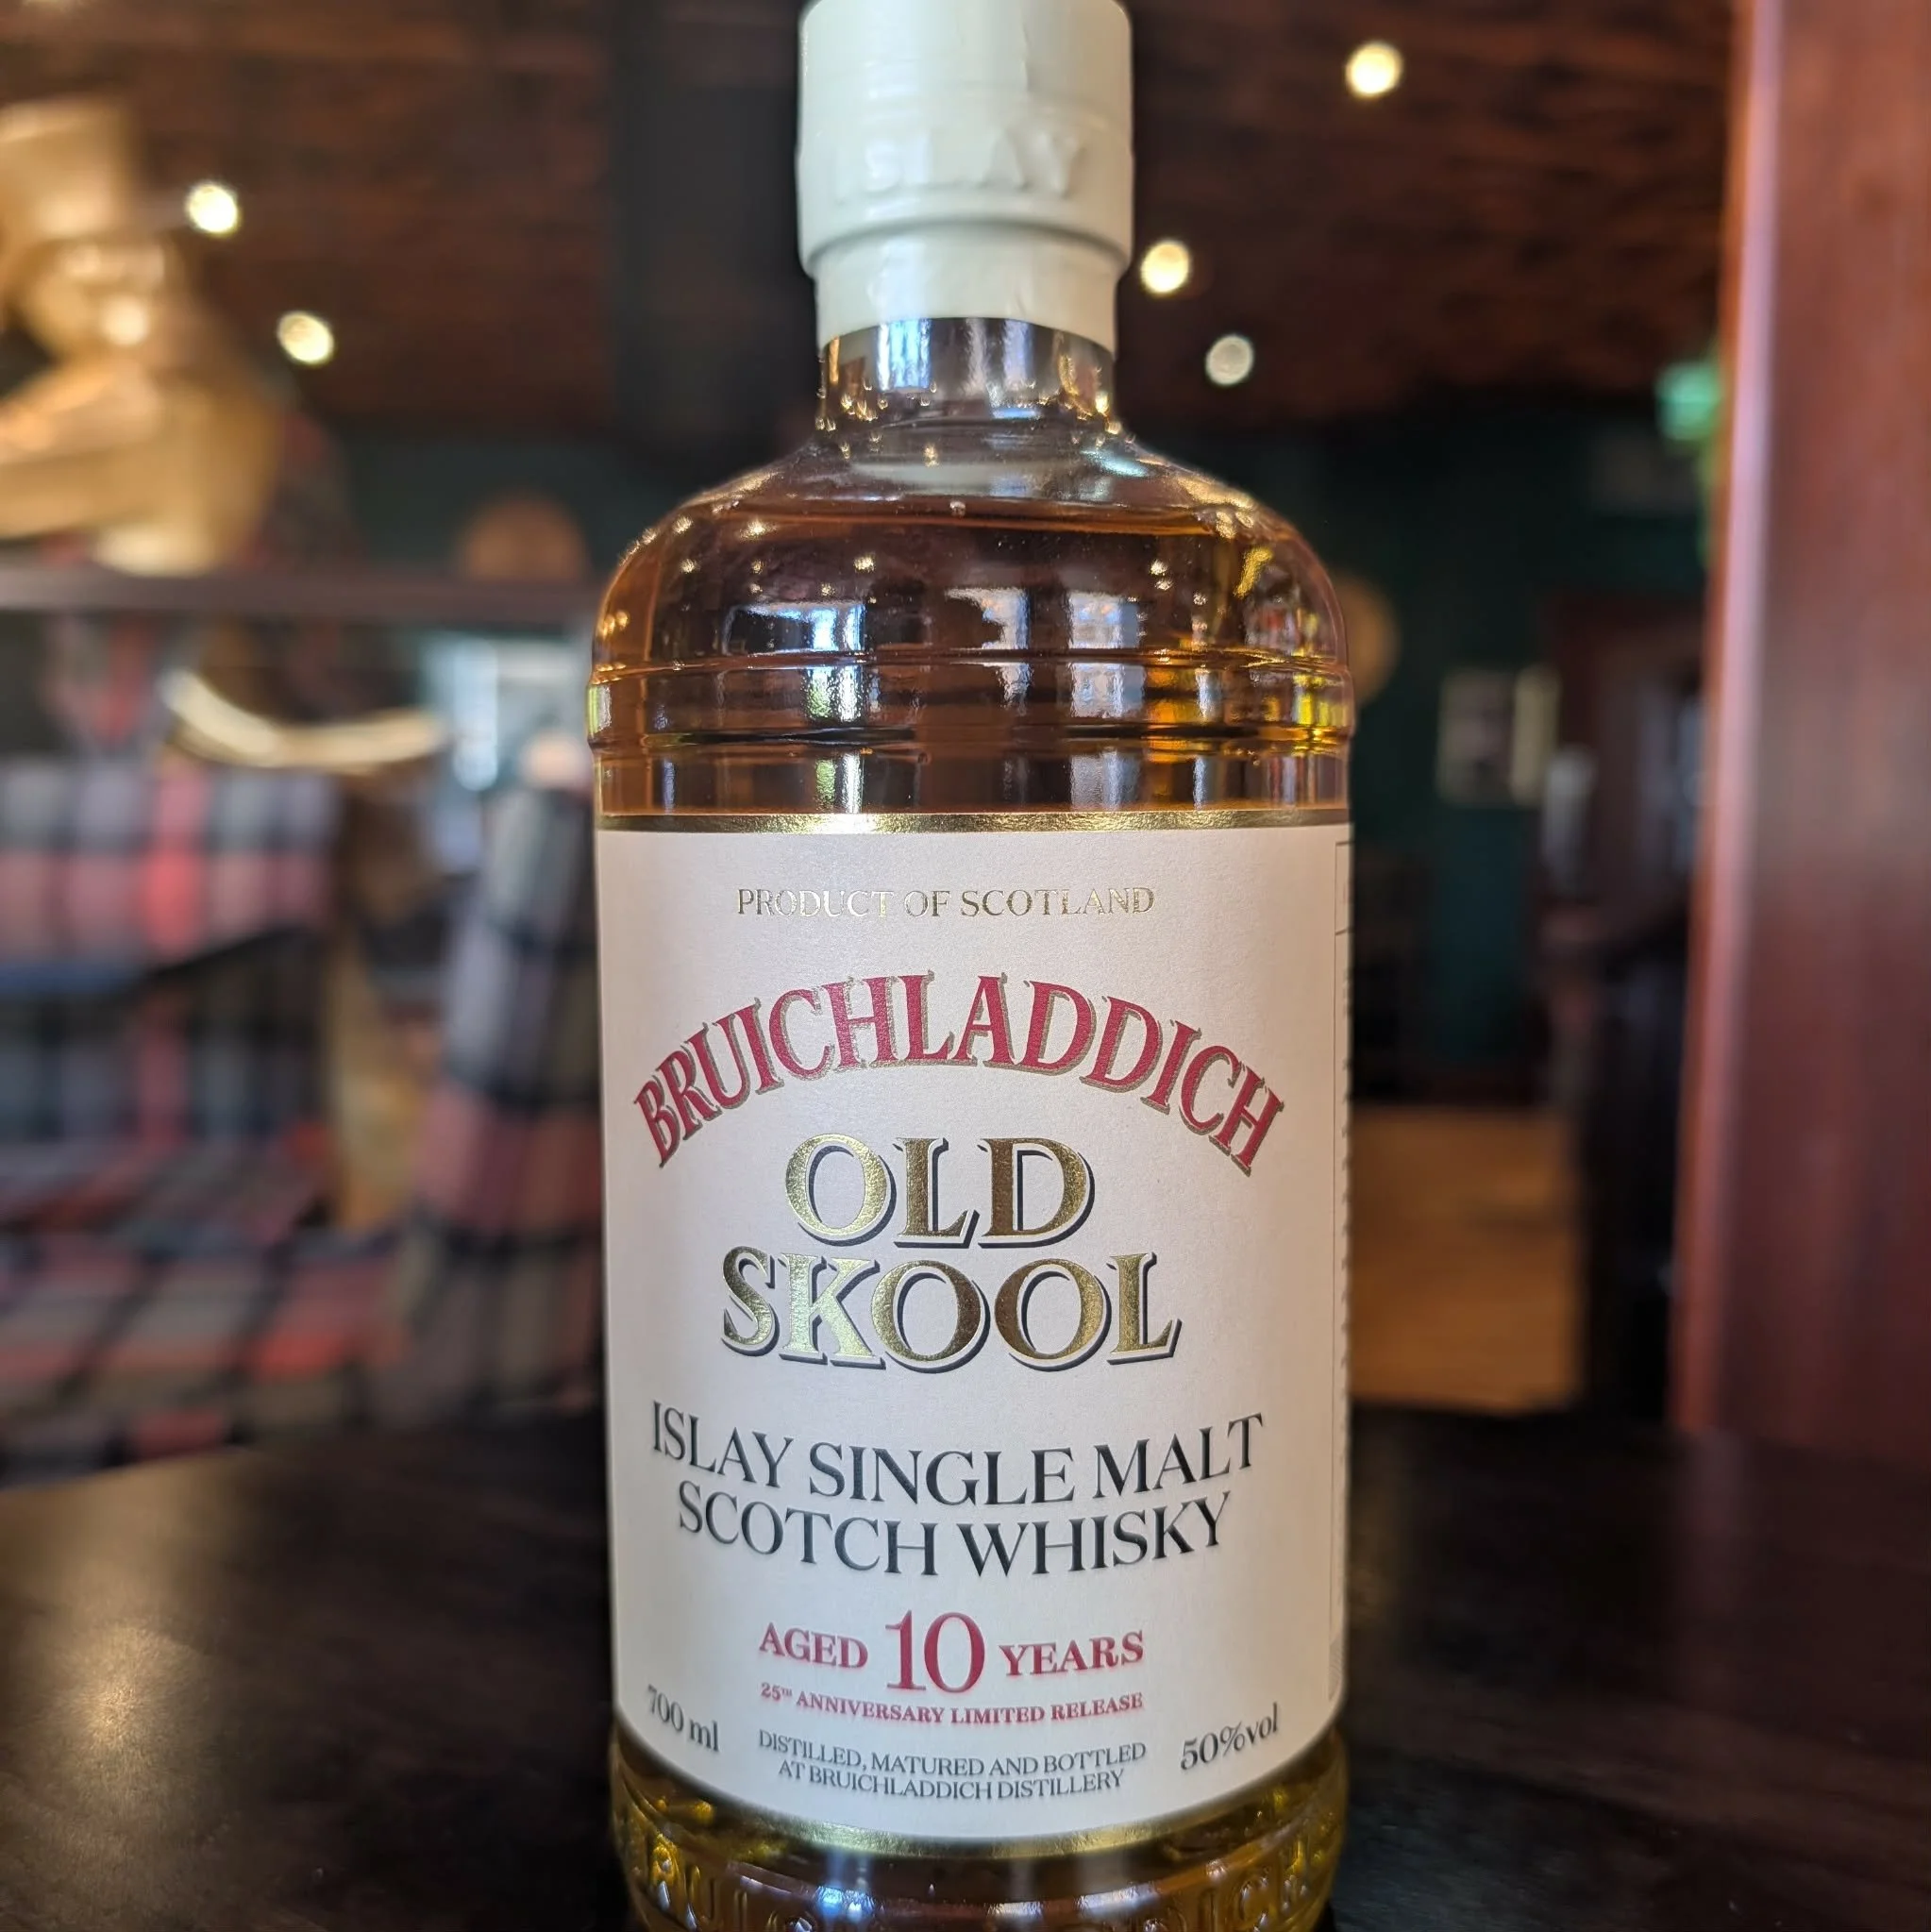 ISLAY
PRODUCT OF SCOTLAND
BRUICHLADDICH
OLD
SKOOL
ISLAY SINGLE MALT
SCOTCH WHISKY
AGED 10 YEARS
25TH ANNIVERSARY LIMITED RELEASE
700 ml
DISTILLED, MATURED AND BOTTLED
AT BRUICHLADDICH DISTILLERY
50%vol